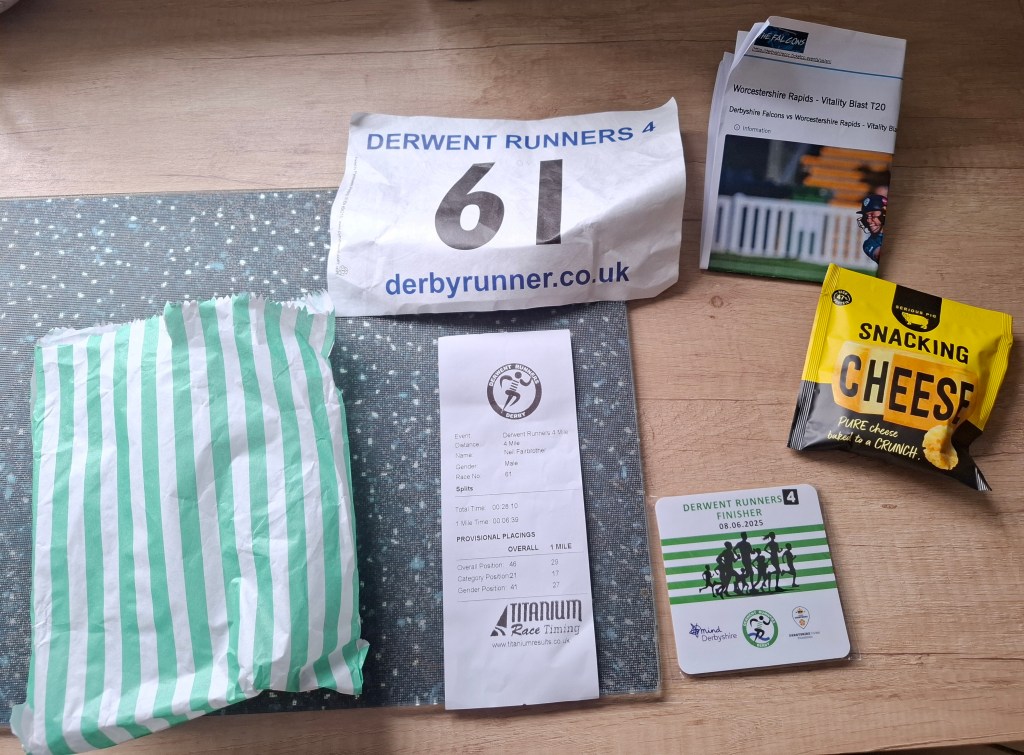 DERWENT RUNNERS 4
61
derbyrunner.co.uk
THE FALCONS
Worcestershire Rapids - Vitality Blast T20
Derbyshire Falcons vs Worcestershire Rapids - Vitality Bla
Information
SERIOUS PIG
SNACKING
CHEESE
PURE cheese
baked to a CRUNCH.
DERWENT RUNNERS
DERBY
Event Derwent Runners 4 Mile
Distance: 4 Mile
Name: Neil Fairbrother
Gender Male
Race No: 61
Splits
Total Time: 00:28:10
1 Mile Time: 00:06:39
PROVISIONAL PLACINGS
OVERALL 1 MILE
Overall Position: 46 29
Category Position: 21 17
Gender Position: 41 27
TITANIUM
Race Timing
www.titaniumresults.co.uk
DERWENT RUNNERS 4
FINISHER
08.06.2025
mind
Derbyshire
DERBY